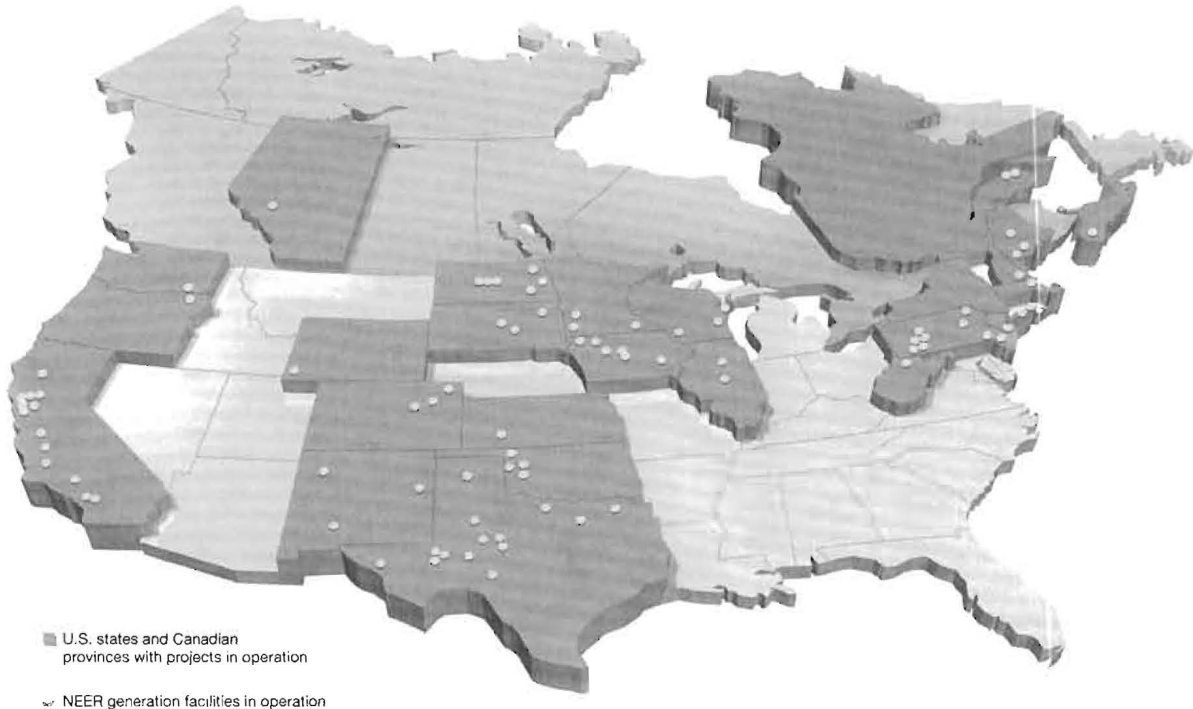 U.S. states and Canadian
provinces with projects in operation
NEER generation facilities in operation